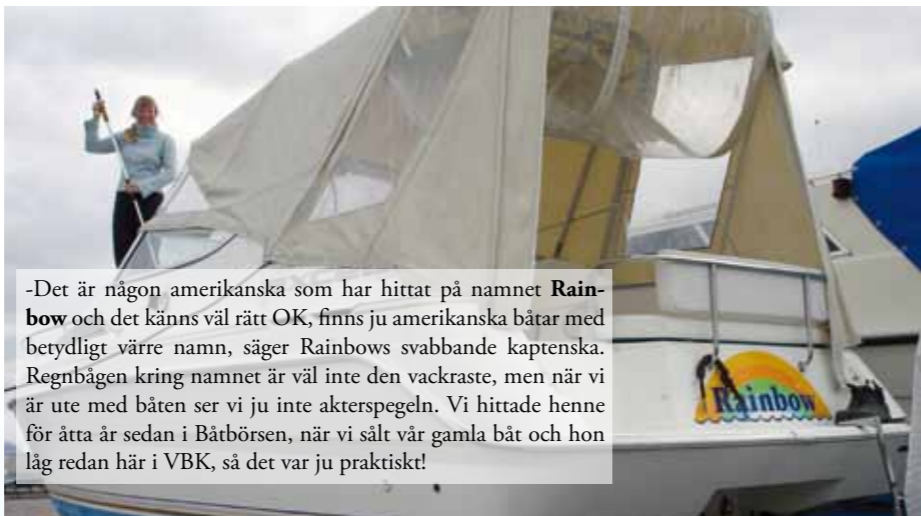 -Det är någon amerikanska som har hittat på namnet Rain-
bow och det känns väl rätt OK, finns ju amerikanska båtar med
betydligt värre namn, säger Rainbows svabbande kaptenska.
Regnbågen kring namnet är väl inte den vackraste, men när vi
är ute med båten ser vi ju inte akterspegeln. Vi hittade henne
för åtta år sedan i Båtbörsen, när vi sålt vår gamla båt och hon
låg redan här i VBK, så det var ju praktiskt!
Rainbow